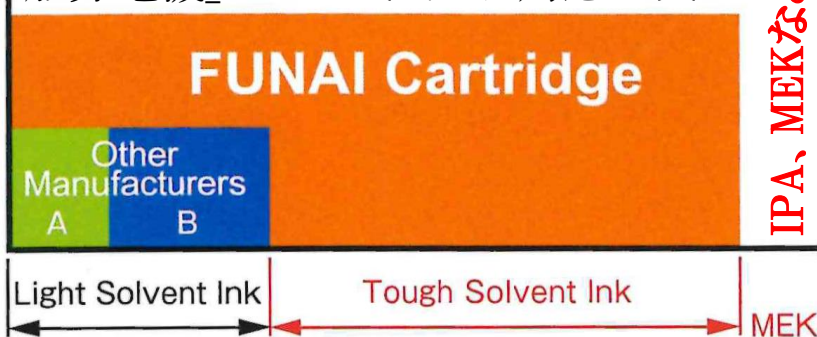 FUNAI Cartridge
Other
Manufacturers
A
B
Light Solvent Ink
Tough Solvent Ink
MEK
IPA、MEKな